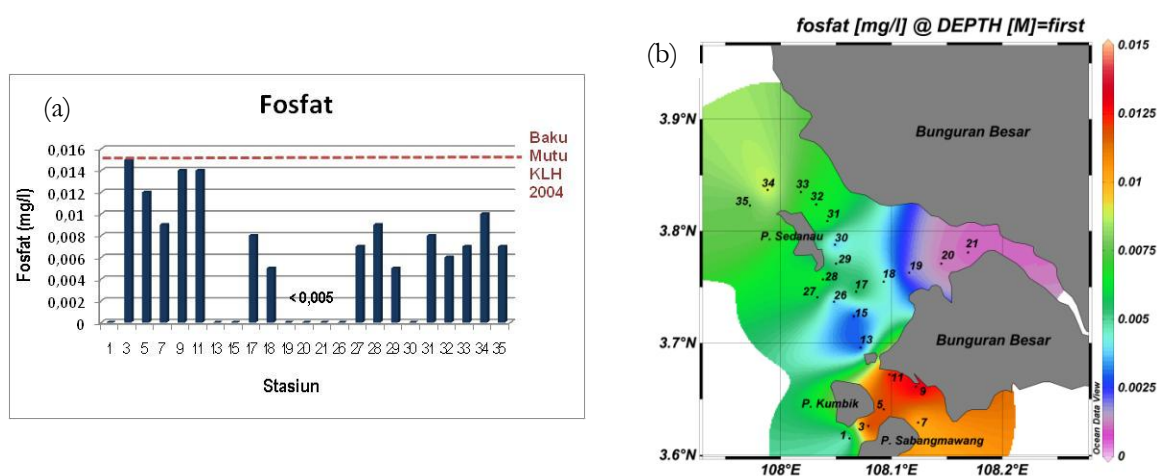 (a)
Fosfat
Baku
Mutu
KLH
2004
Fosfat (mg/l)
0,016
0,014
0,012
0,01
0,008
0,006
0,004
0,002
0
< 0,005
1 3 5 7 9 11 13 15 17 18 19 20 21 26 27 28 29 30 31 32 33 34 35
Stasiun
(b)
fosfat [mg/l] @ DEPTH [M]=first
3.9°N
3.8°N
3.7°N
3.6°N
108°E 108.1°E 108.2°E
Bunguran Besar
34
33
32
35
31
P. Sedanau
30
21
20
29
19
28
18
17
27
26
15
13
Bunguran Besar
11
9
P. Kumbik
5
3
7
1
P. Sabangmawang
0.015
0.0125
0.01
0.0075
0.005
0.0025
0
Ocean Data View